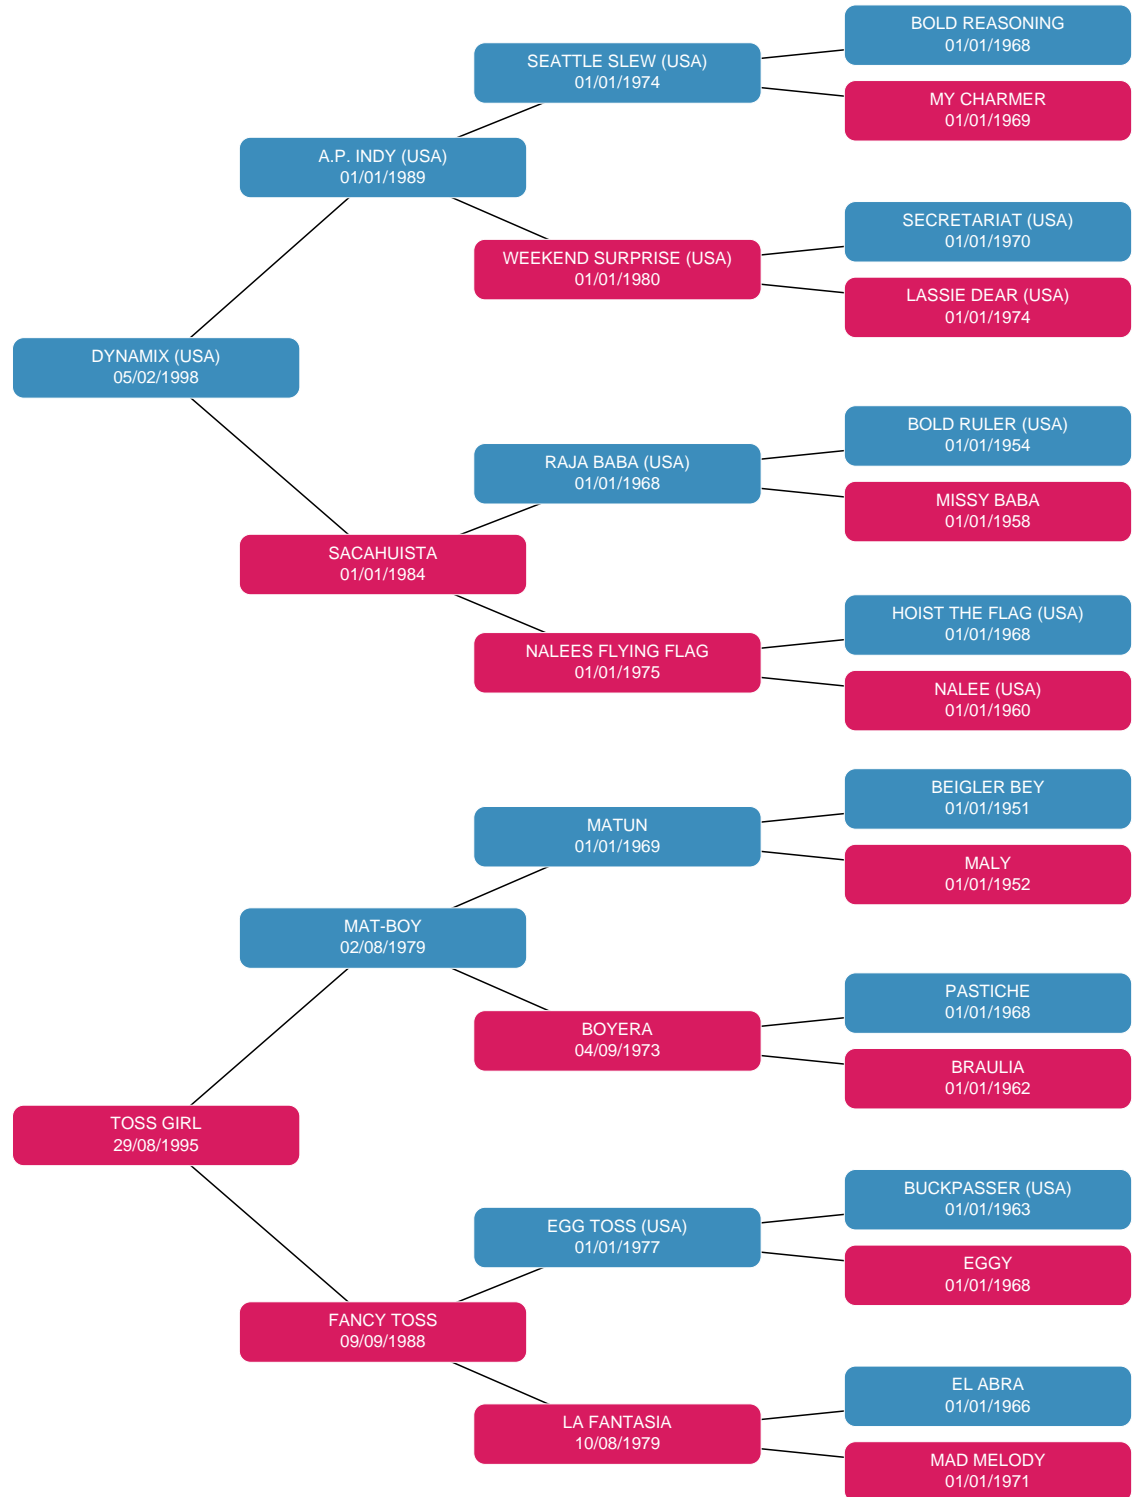 BOLD REASONING
01/01/1968
SEATTLE SLEW (USA)
01/01/1974
MY CHARMER
01/01/1969
A.P. INDY (USA)
01/01/1989
SECRETARIAT (USA)
01/01/1970
WEEKEND SURPRISE (USA)
01/01/1980
LASSIE DEAR (USA)
01/01/1974
DYNAMIX (USA)
05/02/1998
BOLD RULER (USA)
01/01/1954
RAJA BABA (USA)
01/01/1968
MISSY BABA
01/01/1958
SACAHUISTA
01/01/1984
HOIST THE FLAG (USA)
01/01/1968
NALEES FLYING FLAG
01/01/1975
NALEE (USA)
01/01/1960
BEIGLER BEY
01/01/1951
MATUN
01/01/1969
MALY
01/01/1952
MAT-BOY
02/08/1979
PASTICHE
01/01/1968
BOYERA
04/09/1973
BRAULIA
01/01/1962
TOSS GIRL
29/08/1995
BUCKPASSER (USA)
01/01/1963
EGG TOSS (USA)
01/01/1977
EGGY
01/01/1968
FANCY TOSS
09/09/1988
EL ABRA
01/01/1966
LA FANTASIA
10/08/1979
MAD MELODY
01/01/1971